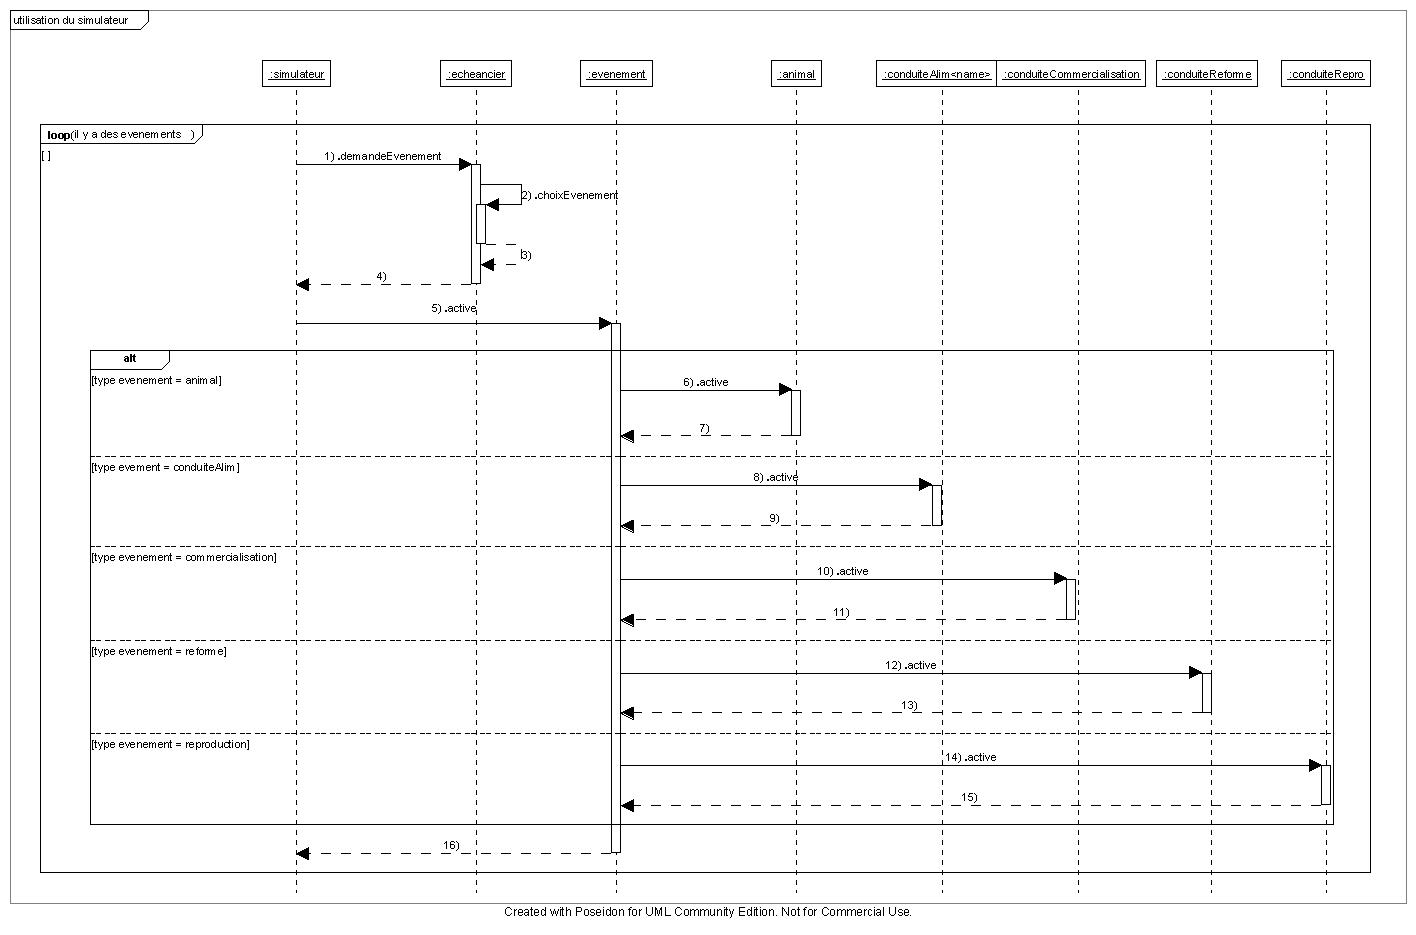 utilisation du simulateur
:simulateur :echeancier :evenement :animal :conduiteAlim<name> :conduiteCommercialisation :conduiteReforme :conduiteRepro
loop(il y a des evenements )
[ ]
1) .demandeEvenement
2) .choixEvenement
3)
4)
5) .active
alt
[type evenement = animal]
6) .active
7)
[type evement = conduiteAlim]
8) .active
9)
[type evenement = commercialisation]
10) .active
11)
[type evenement = reforme]
12) .active
13)
[type evenement = reproduction]
14) .active
15)
16)
Created with Poseidon for UML Community Edition. Not for Commercial Use.